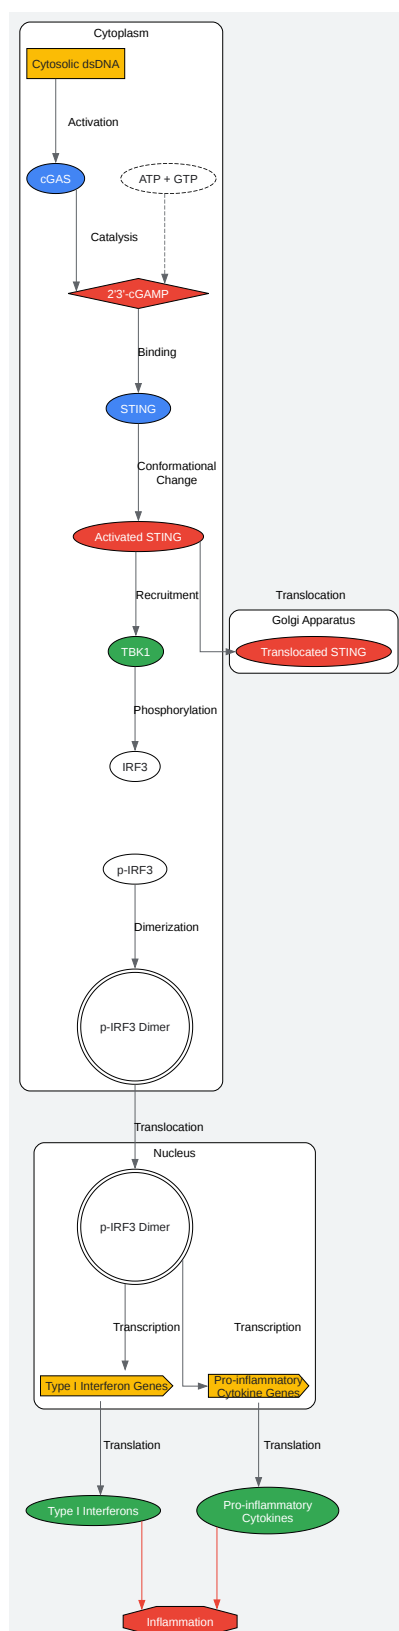 Cytoplasm
Cytosolic dsDNA
Activation
cGAS
ATP + GTP
Catalysis
2'3'-cGAMP
Binding
STING
Conformational
Change
Activated STING
Recruitment
Translocation
Golgi Apparatus
TBK1
Translocated STING
Phosphorylation
IRF3
p-IRF3
Dimerization
p-IRF3 Dimer
Translocation
Nucleus
p-IRF3 Dimer
Transcription
Transcription
Type I Interferon Genes
Pro-inflammatory
Cytokine Genes
Translation
Translation
Type I Interferons
Pro-inflammatory
Cytokines
Inflammation